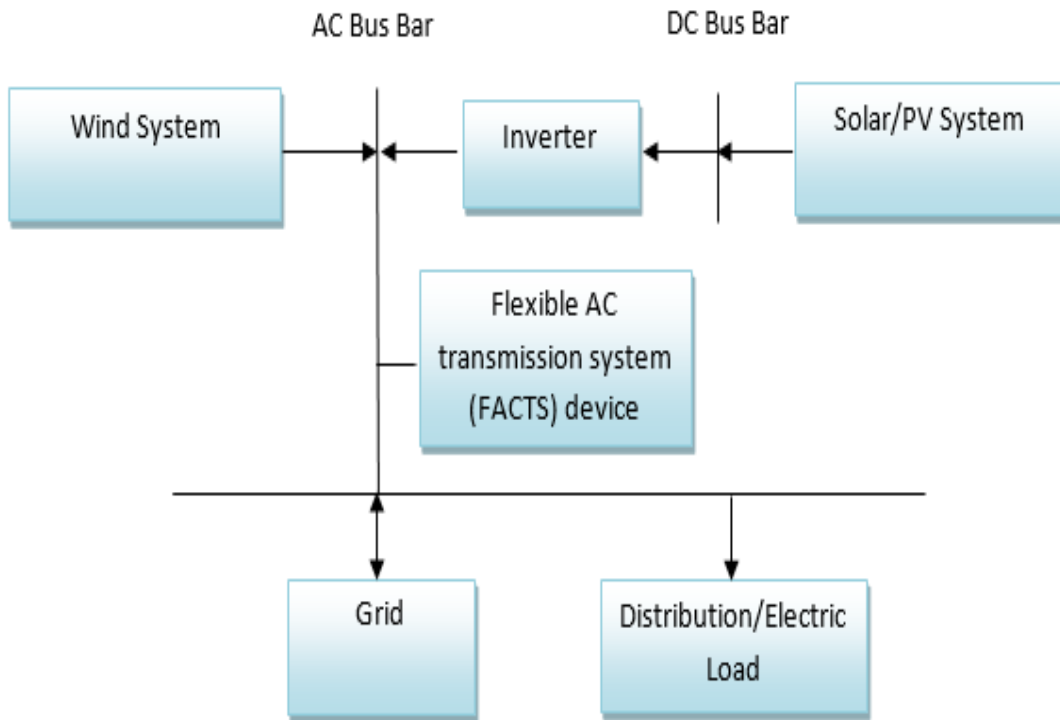 AC Bus Bar
DC Bus Bar
Wind System
Inverter
Solar/PV System
Flexible AC
transmission system
(FACTS) device
Grid
Distribution/Electric
Load